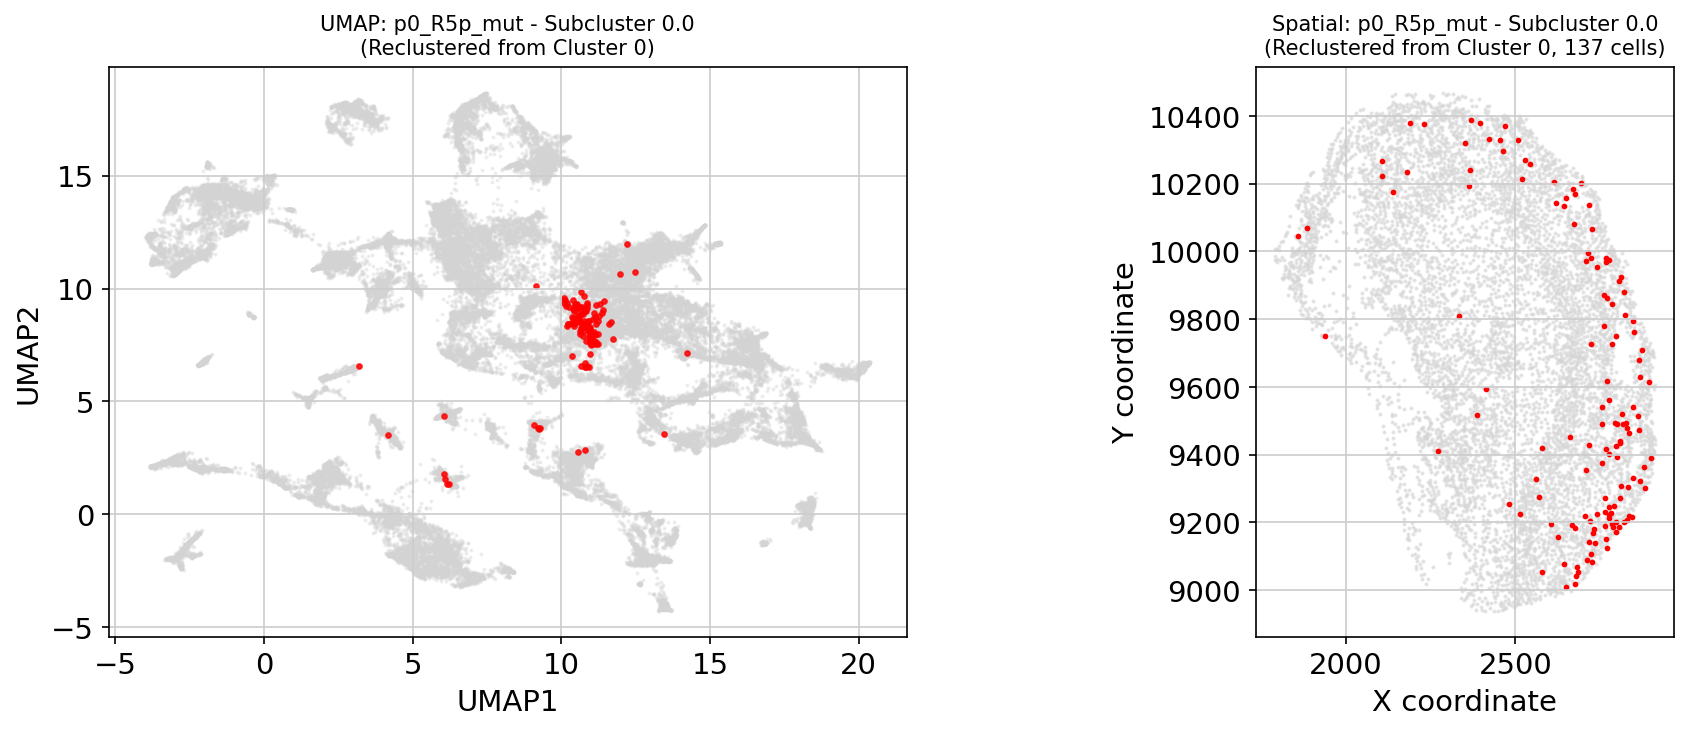 UMAP: p0_R5p_mut - Subcluster 0.0
(Reclustered from Cluster 0)
UMAP2
15
10
5
0
−5
−5
0
5
10
15
20
UMAP1
Spatial: p0_R5p_mut - Subcluster 0.0
(Reclustered from Cluster 0, 137 cells)
Y coordinate
10400
10200
10000
9800
9600
9400
9200
9000
2000
2500
X coordinate